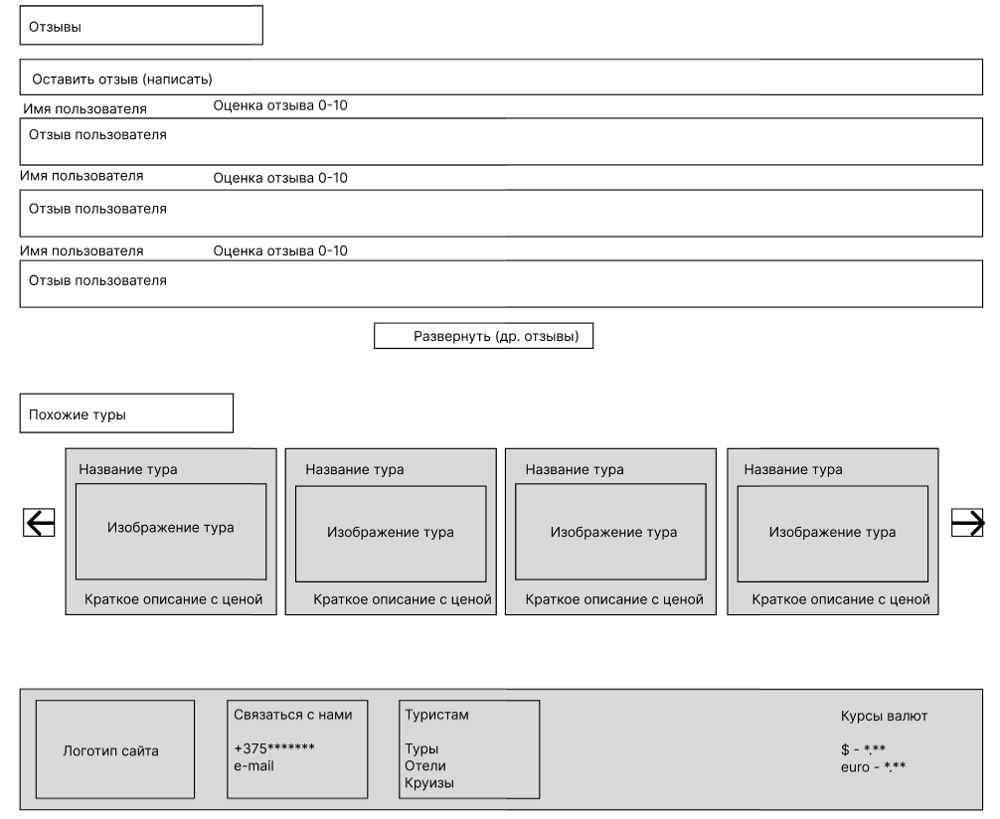 Отзывы
Оставить отзыв (написать)
Имя пользователя
Оценка отзыва 0-10
Отзыв пользователя
Имя пользователя
Оценка отзыва 0-10
Отзыв пользователя
Имя пользователя
Оценка отзыва 0-10
Отзыв пользователя
Развернуть (др. отзывы)
Похожие туры
Название тура
Изображение тура
Краткое описание с ценой
Название тура
Изображение тура
Краткое описание с ценой
Название тура
Изображение тура
Краткое описание с ценой
Название тура
Изображение тура
Краткое описание с ценой
Логотип сайта
Связаться с нами
+375*******
e-mail
Туристам
Туры
Отели
Круизы
Курсы валют
$ - *.**
euro - *.**